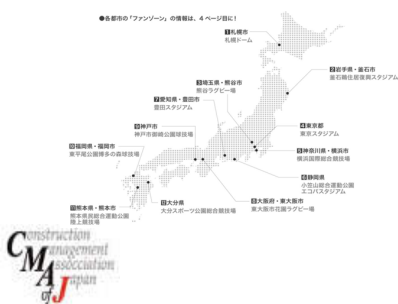 ●各都市の「ファンゾーン」の情報は、4ページ目に！
1札幌市
札幌ドーム
2岩手県・釜石市
釜石鵜住居復興スタジアム
3埼玉県・熊谷市
熊谷ラグビー場
7愛知県・豊田市
豊田スタジアム
4東京都
東京スタジアム
9神戸市
神戸市御崎公園球技場
5神奈川県・横浜市
横浜国際総合競技場
10福岡県・福岡市
東平尾公園博多の森球技場
6静岡県
小笠山総合運動公園
エコパスタジアム
8大阪府・東大阪市
東大阪市花園ラグビー場
熊本県・熊本市
熊本県民総合運動公園
陸上競技場
大分県
大分スポーツ公園総合競技場
Construction
Management
Asscociation
of Japan